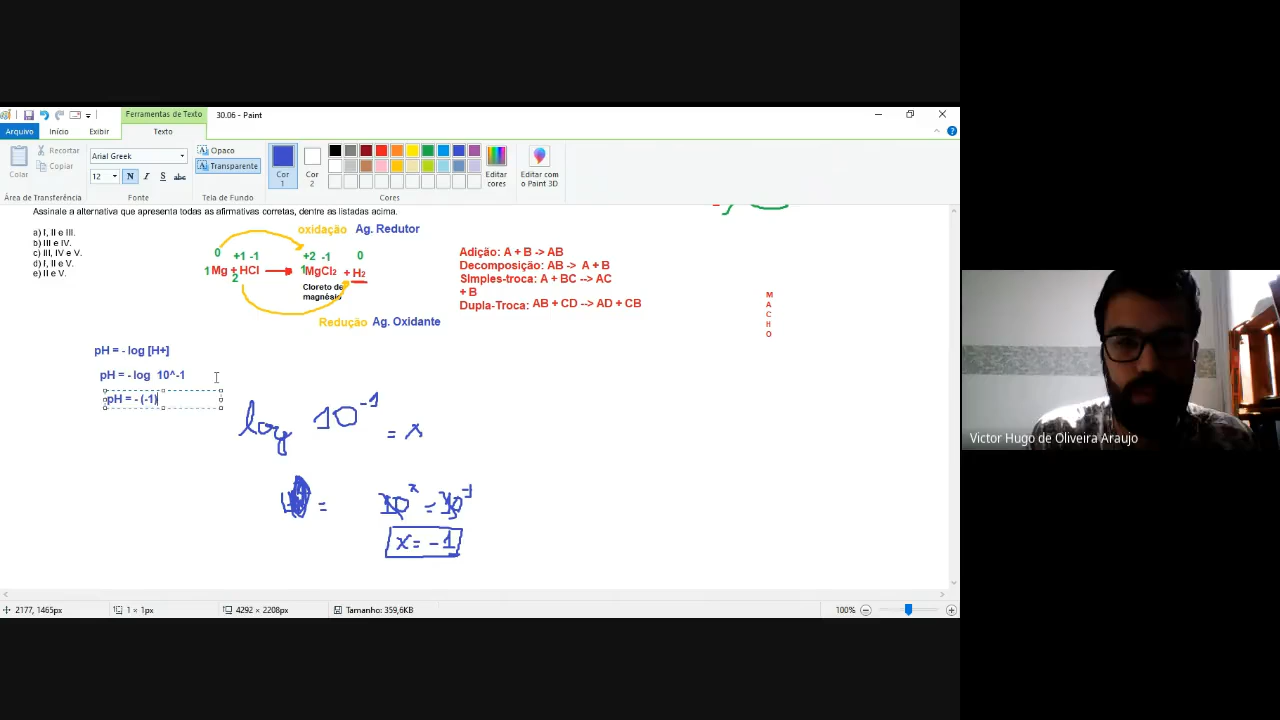 Ferramentas de Texto
30.06 - Paint
Arquivo
Início
Exibir
Texto
Colar
Recortar
Copiar
Área de Transferência
Arial Greek
12
N I S abc
Fonte
Opaco
Transparente
Tela de Fundo
Cor 1
Cor 2
Editar cores
Cores
Editar com o Paint 3D
Assinale a alternativa que apresenta todas as afirmativas corretas, dentre as listadas acima.
a) I, II e III.
b) III e IV.
c) III, IV e V.
d) I, II e V.
e) II e V.
oxidação Ag. Redutor
0 +1 -1 +2 -1 0
1Mg + HCl → 1MgCl2 + H2
2
Cloreto de
magnésio
Redução Ag. Oxidante
Adição: A + B -> AB
Decomposição: AB -> A + B
SImples-troca: A + BC --> AC
+ B
Dupla-Troca: AB + CD --> AD + CB
M
A
C
H
O
pH = - log [H+]
pH = - log 10^-1
pH = - (-1)
log 10⁻¹ = x
= 10ˣ = 10⁻¹
x = -1
Victor Hugo de Oliveira Araujo
2177, 1465px
1 × 1px
4292 × 2208px
Tamanho: 359,6KB
100%